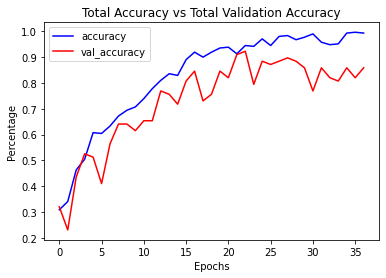 Total Accuracy vs Total Validation Accuracy
accuracy
val_accuracy
Percentage
1.0
0.9
0.8
0.7
0.6
0.5
0.4
0.3
0.2
0 5 10 15 20 25 30 35
Epochs